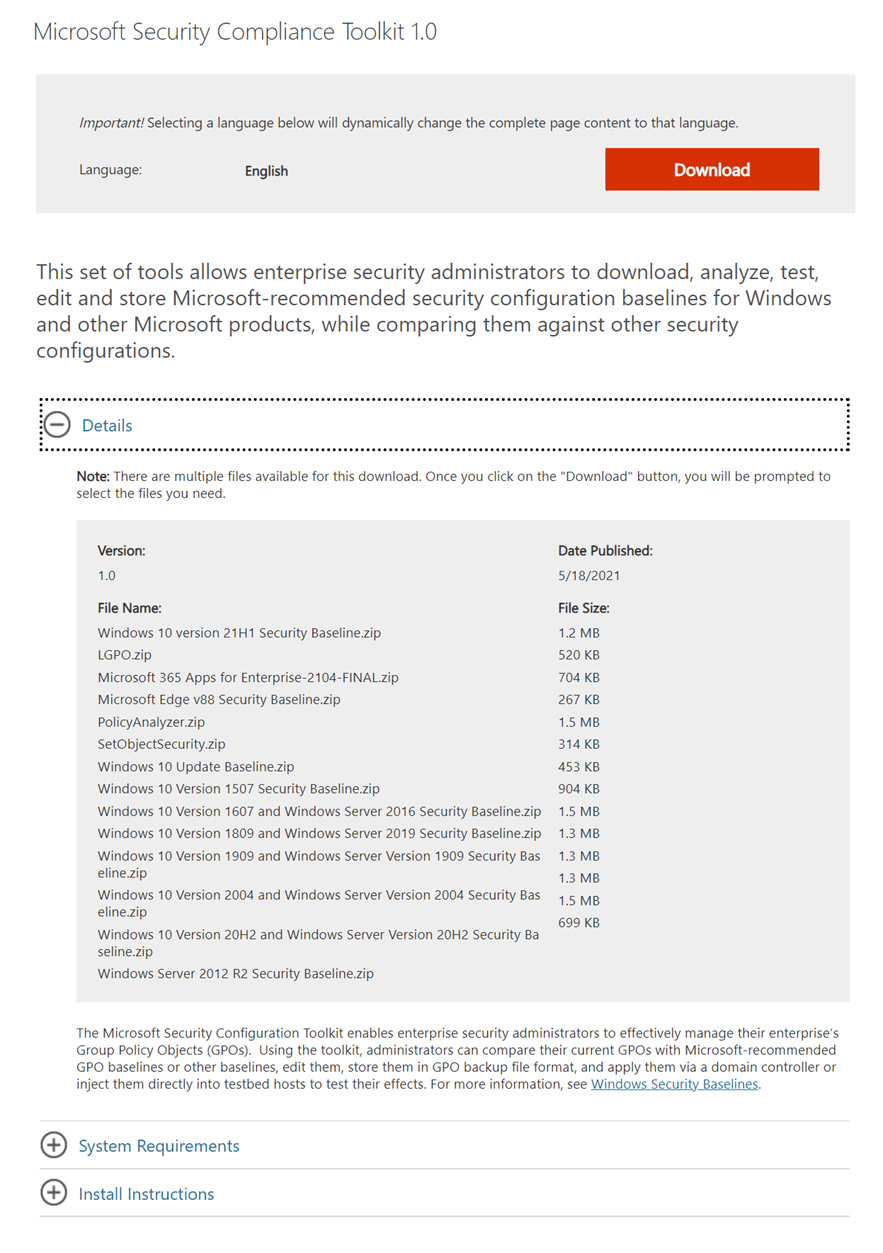 Microsoft Security Compliance Toolkit 1.0
Important! Selecting a language below will dynamically change the complete page content to that language.
Language:
English
Download
This set of tools allows enterprise security administrators to download, analyze, test,
edit and store Microsoft-recommended security configuration baselines for Windows
and other Microsoft products, while comparing them against other security
configurations.
Details
Note: There are multiple files available for this download. Once you click on the "Download" button, you will be prompted to
select the files you need.
Version:
1.0
Date Published:
5/18/2021
File Name:
Windows 10 version 21H1 Security Baseline.zip
LGPO.zip
Microsoft 365 Apps for Enterprise-2104-FINAL.zip
Microsoft Edge v88 Security Baseline.zip
PolicyAnalyzer.zip
SetObjectSecurity.zip
Windows 10 Update Baseline.zip
Windows 10 Version 1507 Security Baseline.zip
Windows 10 Version 1607 and Windows Server 2016 Security Baseline.zip
Windows 10 Version 1809 and Windows Server 2019 Security Baseline.zip
Windows 10 Version 1909 and Windows Server Version 1909 Security Bas
eline.zip
Windows 10 Version 2004 and Windows Server Version 2004 Security Bas
eline.zip
Windows 10 Version 20H2 and Windows Server Version 20H2 Security Ba
seline.zip
Windows Server 2012 R2 Security Baseline.zip
File Size:
1.2 MB
520 KB
704 KB
267 KB
1.5 MB
314 KB
453 KB
904 KB
1.5 MB
1.3 MB
1.3 MB
1.3 MB
1.5 MB
699 KB
The Microsoft Security Configuration Toolkit enables enterprise security administrators to effectively manage their enterprise's
Group Policy Objects (GPOs).  Using the toolkit, administrators can compare their current GPOs with Microsoft-recommended
GPO baselines or other baselines, edit them, store them in GPO backup file format, and apply them via a domain controller or
inject them directly into testbed hosts to test their effects. For more information, see Windows Security Baselines.
System Requirements
Install Instructions